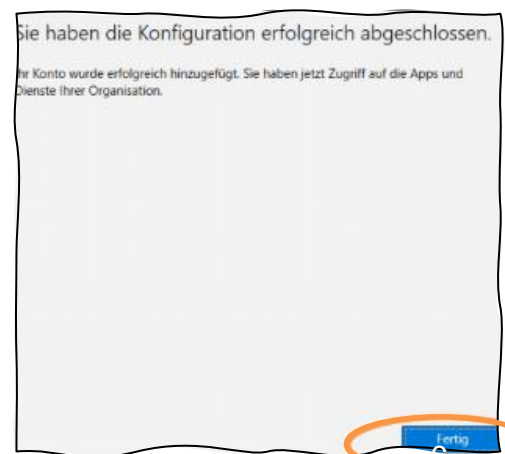 Sie haben die Konfiguration erfolgreich abgeschlossen.
Ihr Konto wurde erfolgreich hinzugefügt. Sie haben jetzt Zugriff auf die Apps und
Dienste Ihrer Organisation.
Fertig